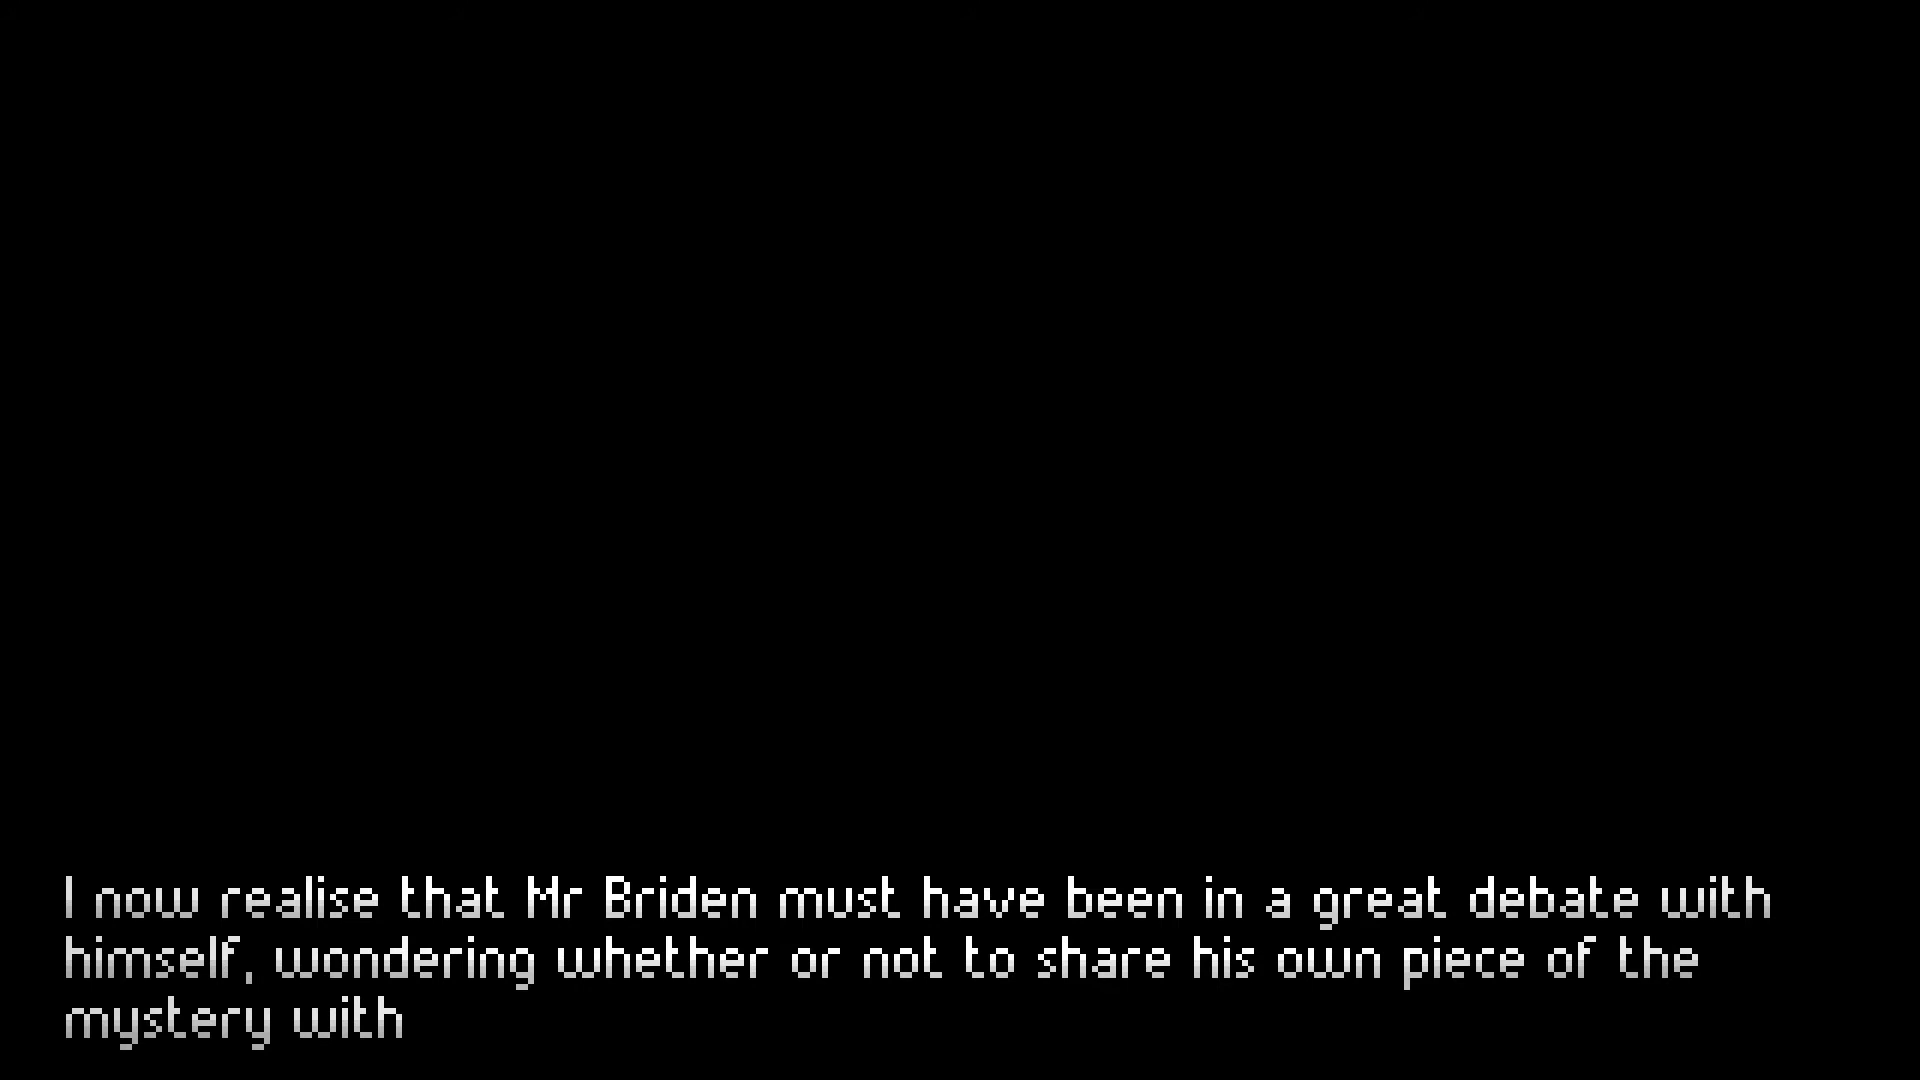 I now realise that Mr Briden must have been in a great debate with
himself, wondering whether or not to share his own piece of the
mystery with